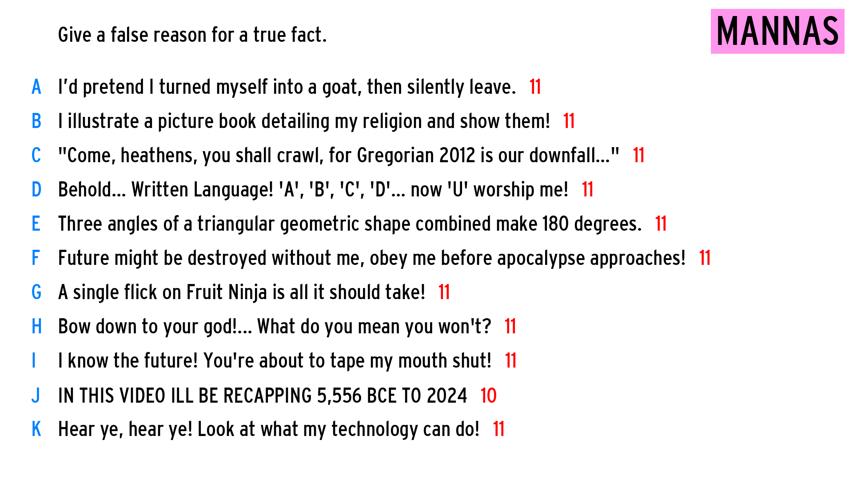 Give a false reason for a true fact.
MANNAS
A I'd pretend I turned myself into a goat, then silently leave. 11
B I illustrate a picture book detailing my religion and show them! 11
C "Come, heathens, you shall crawl, for Gregorian 2012 is our downfall..." 11
D Behold... Written Language! 'A', 'B', 'C', 'D'... now 'U' worship me! 11
E Three angles of a triangular geometric shape combined make 180 degrees. 11
F Future might be destroyed without me, obey me before apocalypse approaches! 11
G A single flick on Fruit Ninja is all it should take! 11
H Bow down to your god!... What do you mean you won't? 11
I I know the future! You're about to tape my mouth shut! 11
J IN THIS VIDEO ILL BE RECAPPING 5,556 BCE TO 2024 10
K Hear ye, hear ye! Look at what my technology can do! 11